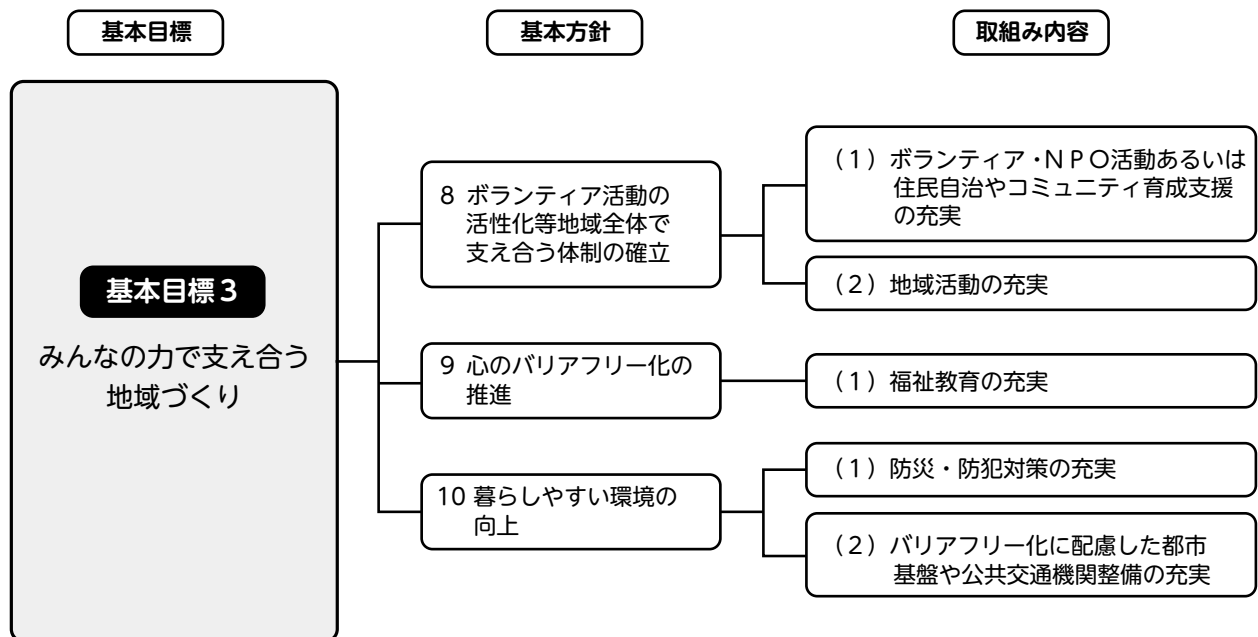 基本目標
基本方針
取組み内容
基本目標3
みんなの力で支え合う
地域づくり
8 ボランティア活動の
活性化等地域全体で
支え合う体制の確立
(1)ボランティア・NPO活動あるいは
住民自治やコミュニティ育成支援
の充実
(2)地域活動の充実
9 心のバリアフリー化の
推進
(1)福祉教育の充実
10 暮らしやすい環境の
向上
(1)防災・防犯対策の充実
(2)バリアフリー化に配慮した都市
基盤や公共交通機関整備の充実